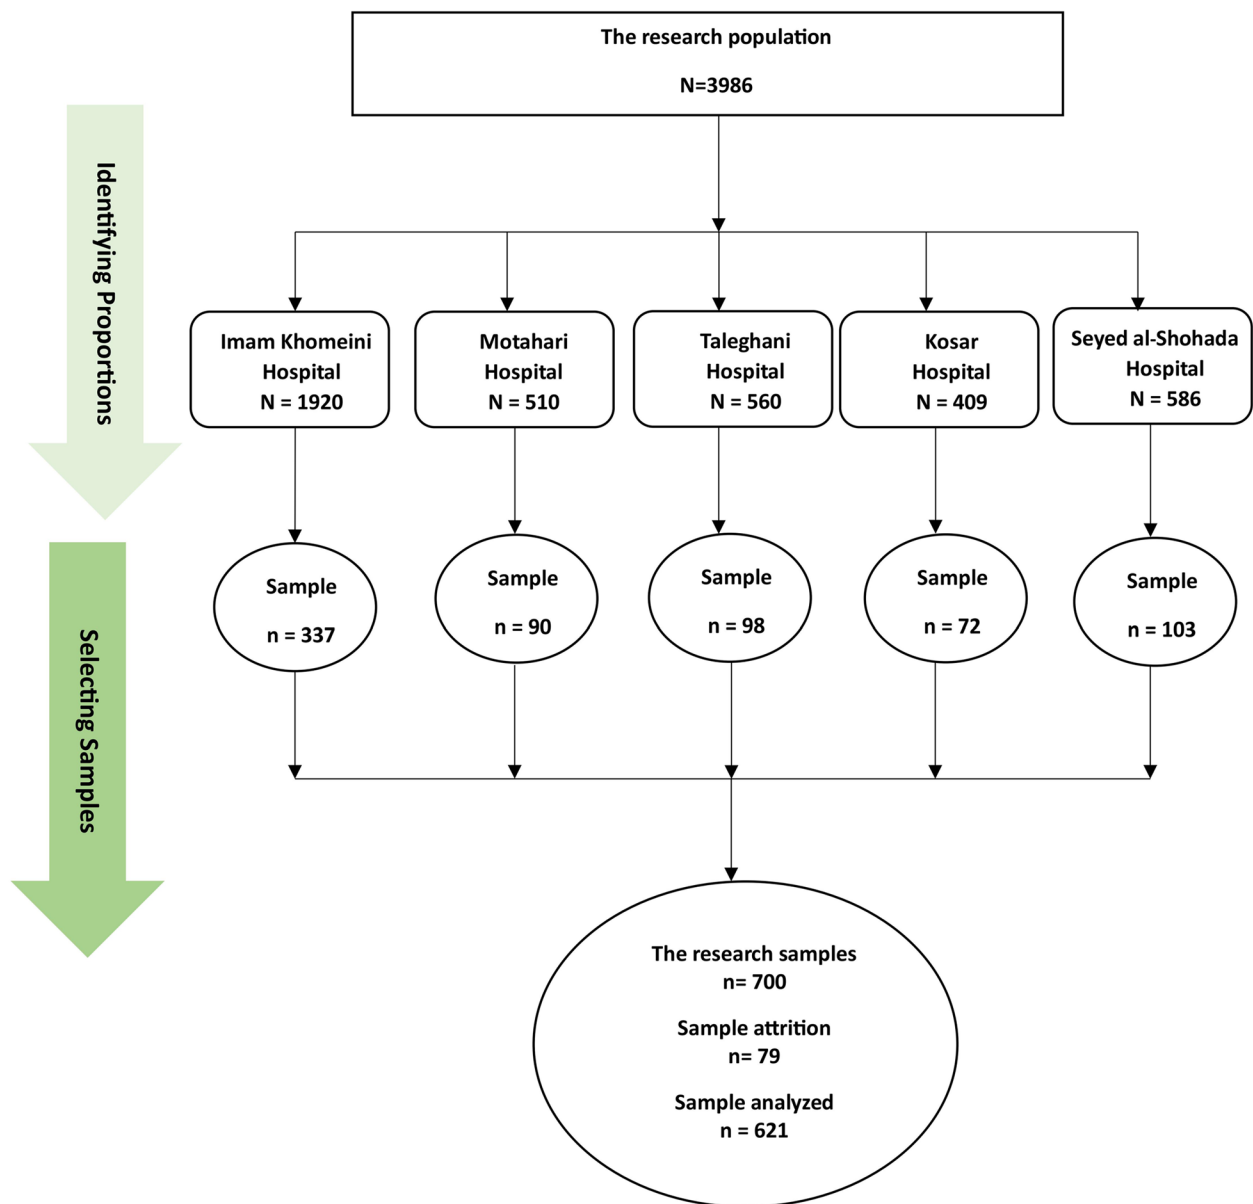 The research population
N=3986
Identifying Proportions
Imam Khomeini
Hospital
N = 1920
Motahari
Hospital
N = 510
Taleghani
Hospital
N = 560
Kosar
Hospital
N = 409
Seyed al-Shohada
Hospital
N = 586
Selecting Samples
Sample
n = 337
Sample
n = 90
Sample
n = 98
Sample
n = 72
Sample
n = 103
The research samples
n= 700
Sample attrition
n= 79
Sample analyzed
n = 621